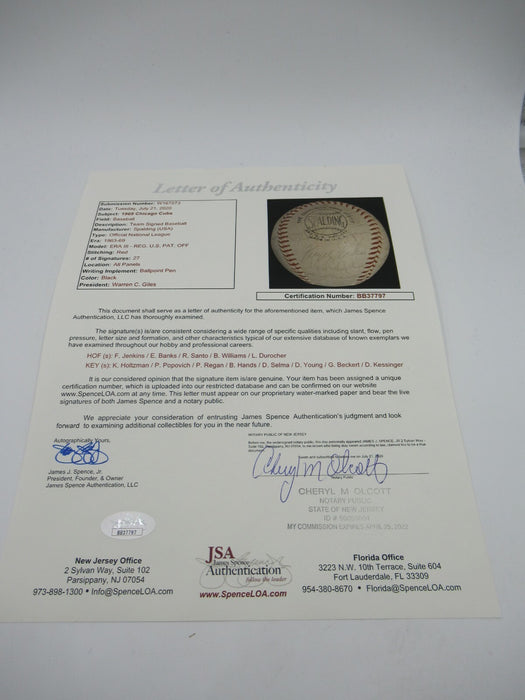 Letter of Authenticity
Date: Tuesday, July 21, 2020
Subject: 1969 Chicago Cubs
Field: Baseball
Description: Team Signed Baseball
Manufacturer: Spalding (USA)
Type: Official National League
Era: 1963-69
Model: ERA III - REG. U.S. PAT. OFF
Stitching: Red
# of Signatures: 27
Location: All Panels
Writing Implement: Ballpoint Pen
Color: Black
President: Warren C. Giles
SPALDING
Certification Number: BB37797
This document shall serve as a letter of authenticity for the aforementioned item, which James Spence
Authentication, LLC has thoroughly examined.
The signature(s) is/are consistent considering a wide range of specific qualities including slant, flow, pen
pressure, letter size and formation, and other characteristics typical of our extensive database of known exemplars
we have examined throughout our hobby and professional careers.
HOF (s): F. Jenkins / E. Banks / R. Santo / B. Williams / L. Durocher
KEY (s): K. Holtzman / P. Popovich / P. Regan / B. Hands / D. Selma / D. Young / G. Beckert / D. Kessinger
It is our considered opinion that the signature item is/are genuine. Your item has been assigned a unique
certification number, which is uploaded into our restricted database and can be confirmed on our website
www.SpenceLOA.com at any time. This letter must appear on our proprietary water-marked paper and bear the live
signatures of both James Spence and a notary public.
We appreciate your consideration of entrusting James Spence Authentication's judgment and look
forward to examining additional collectibles for you in the near future.
Autographically Yours,
NOTARY PUBLIC OF NEW JERSEY
Cheryl M Olcott
Notary Public
James J. Spence, Jr.
President, Founder, & Owner
James Spence Authentication, LLC
CHERYL M OLCOTT
NOTARY PUBLIC
STATE OF NEW JERSEY
MY COMMISSION EXPIRES APRIL 25, 2022
BB37797
New Jersey Office
2 Sylvan Way, Suite 102
Parsippany, NJ 07054
973-898-1300 • Info@SpenceLOA.com
JSA
James Spence
Authentication
follow the leader
www.SpenceLOA.com
Florida Office
3223 N.W. 10th Terrace, Suite 604
Fort Lauderdale, FL 33309
954-380-8670 • Florida@SpenceLOA.com